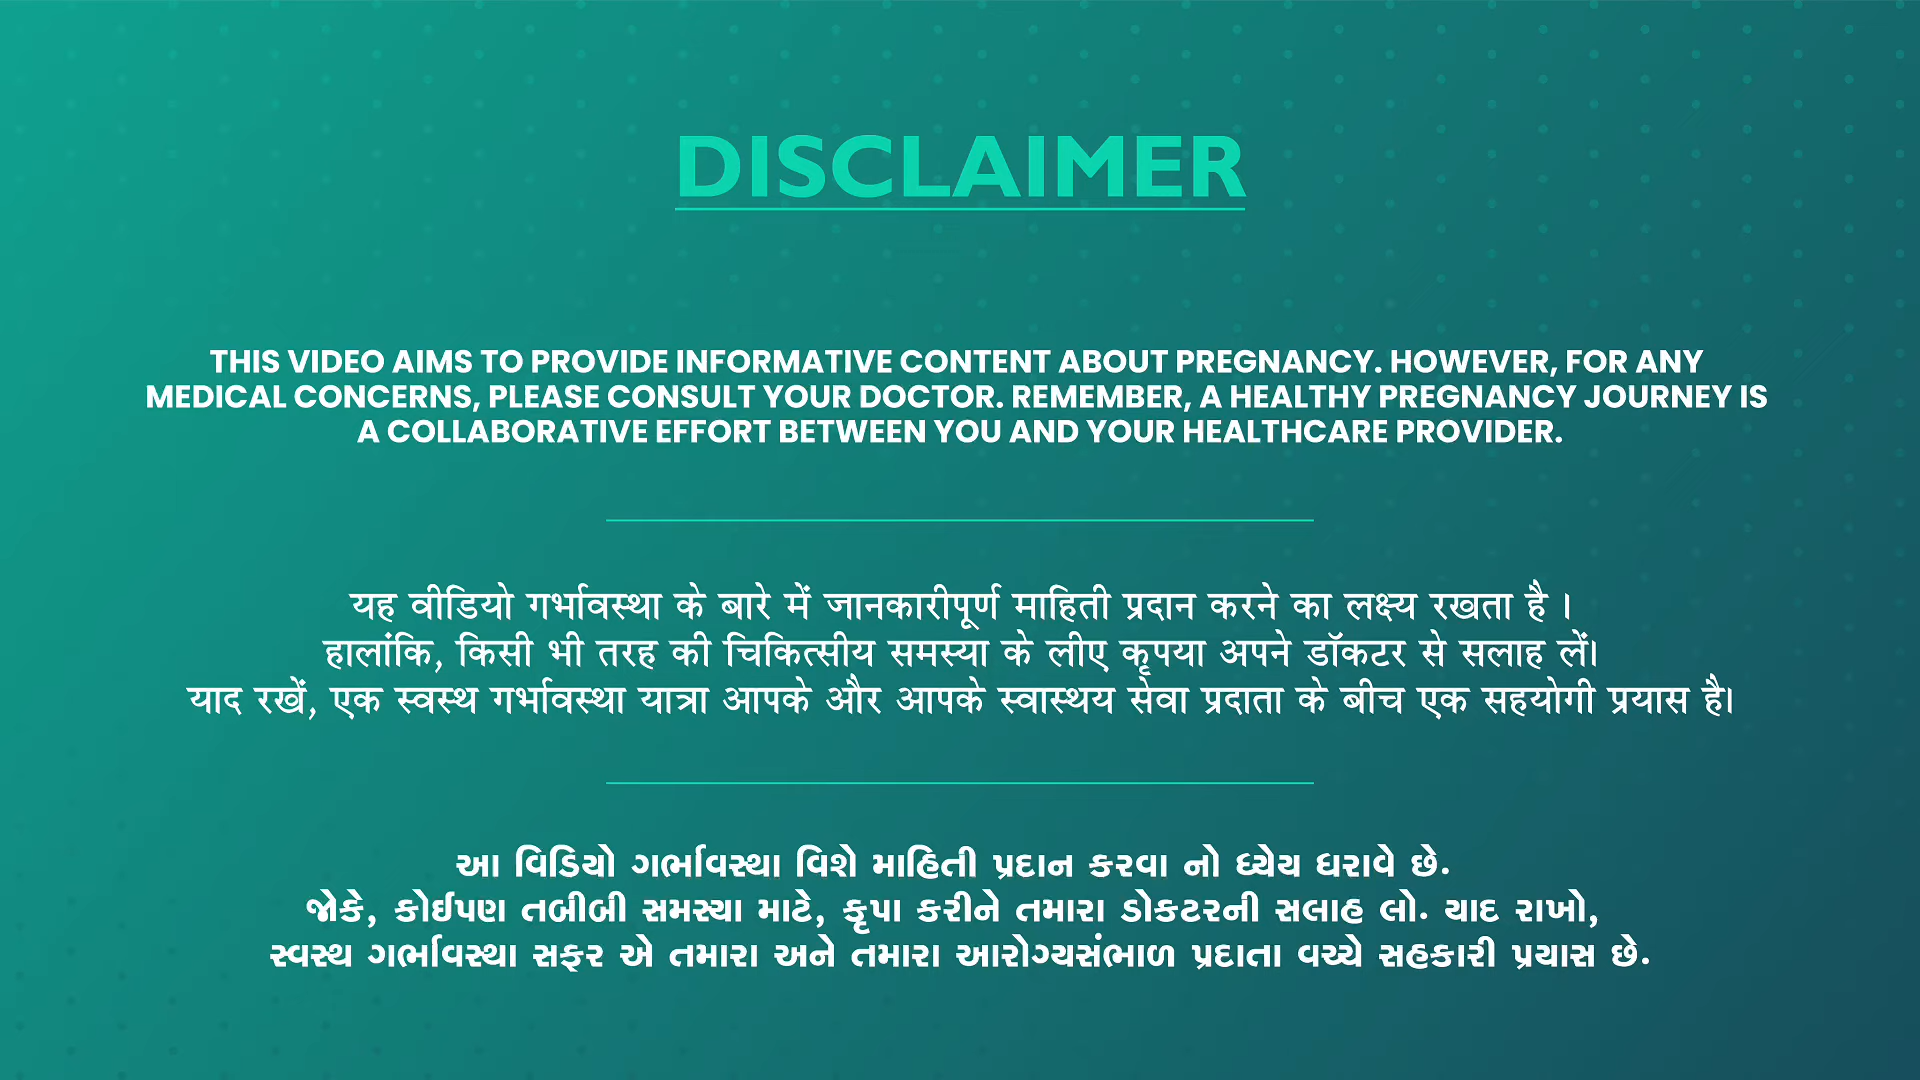 DISCLAIMER
THIS VIDEO AIMS TO PROVIDE INFORMATIVE CONTENT ABOUT PREGNANCY. HOWEVER, FOR ANY
MEDICAL CONCERNS, PLEASE CONSULT YOUR DOCTOR. REMEMBER, A HEALTHY PREGNANCY JOURNEY IS
A COLLABORATIVE EFFORT BETWEEN YOU AND YOUR HEALTHCARE PROVIDER.
यह वीडियो गर्भावस्था के बारे में जानकारीपूर्ण माहिती प्रदान करने का लक्ष्य रखता है ।
हालांकि, किसी भी तरह की चिकित्सीय समस्या के लीए कृपया अपने डॉकटर से सलाह लें।
याद रखें, एक स्वस्थ गर्भावस्था यात्रा आपके और आपके स्वास्थय सेवा प्रदाता के बीच एक सहयोगी प्रयास है।
આ વિડિયો ગર્ભાવસ્થા વિશે માહિતી પ્રદાન કરવા નો ધ્યેય ધરાવે છે.
જોકે, કોઈપણ તબીબી સમસ્યા માટે, કૃપા કરીને તમારા ડોકટરની સલાહ લો. યાદ રાખો,
સ્વસ્થ ગર્ભાવસ્થા સફર એ તમારા અને તમારા આરોગ્યસંભાળ પ્રદાતા વચ્ચે સહકારી પ્રયાસ છે.